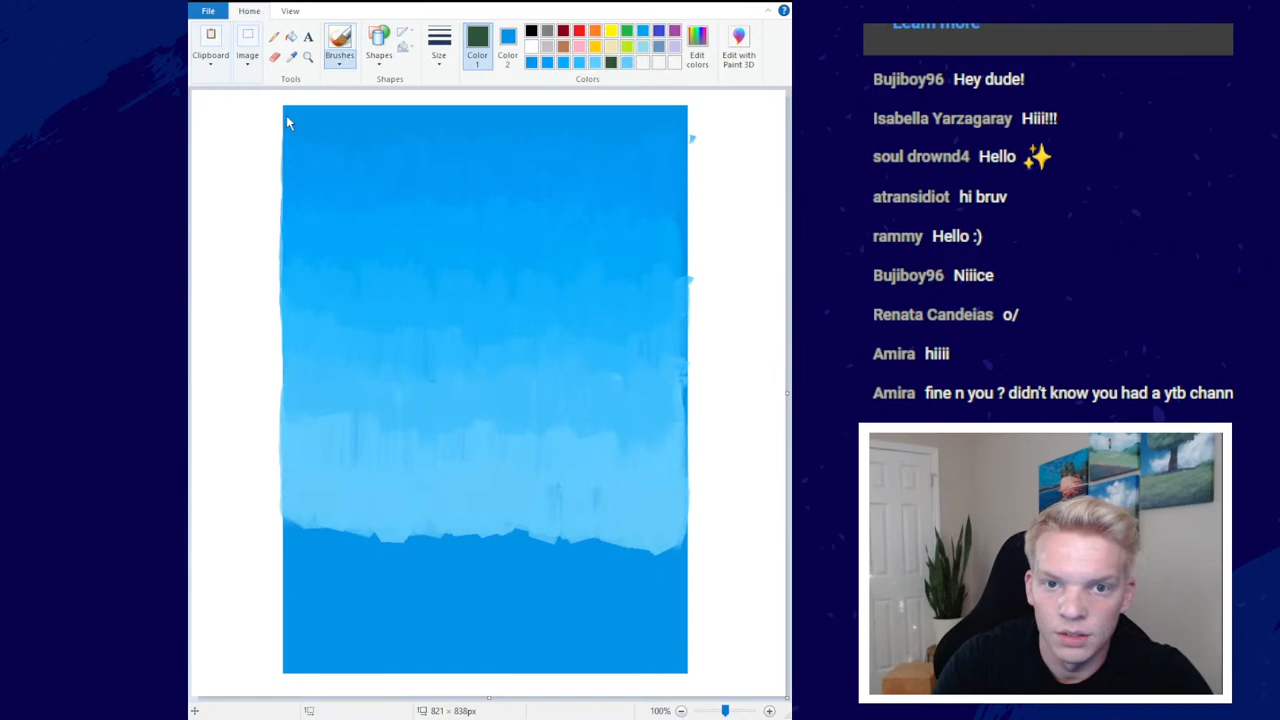 File Home View
Clipboard Image Tools Brushes Shapes Shapes Size Color 1 Color 2 Colors Edit colors Edit with Paint 3D
A
821 × 838px 100%
Learn more
Bujiboy96 Hey dude!
Isabella Yarzagaray Hiii!!!
soul drownd4 Hello ✨
atransidiot hi bruv
rammy Hello :)
Bujiboy96 Niiice
Renata Candeias o/
Amira hiiii
Amira fine n you ? didn't know you had a ytb chann